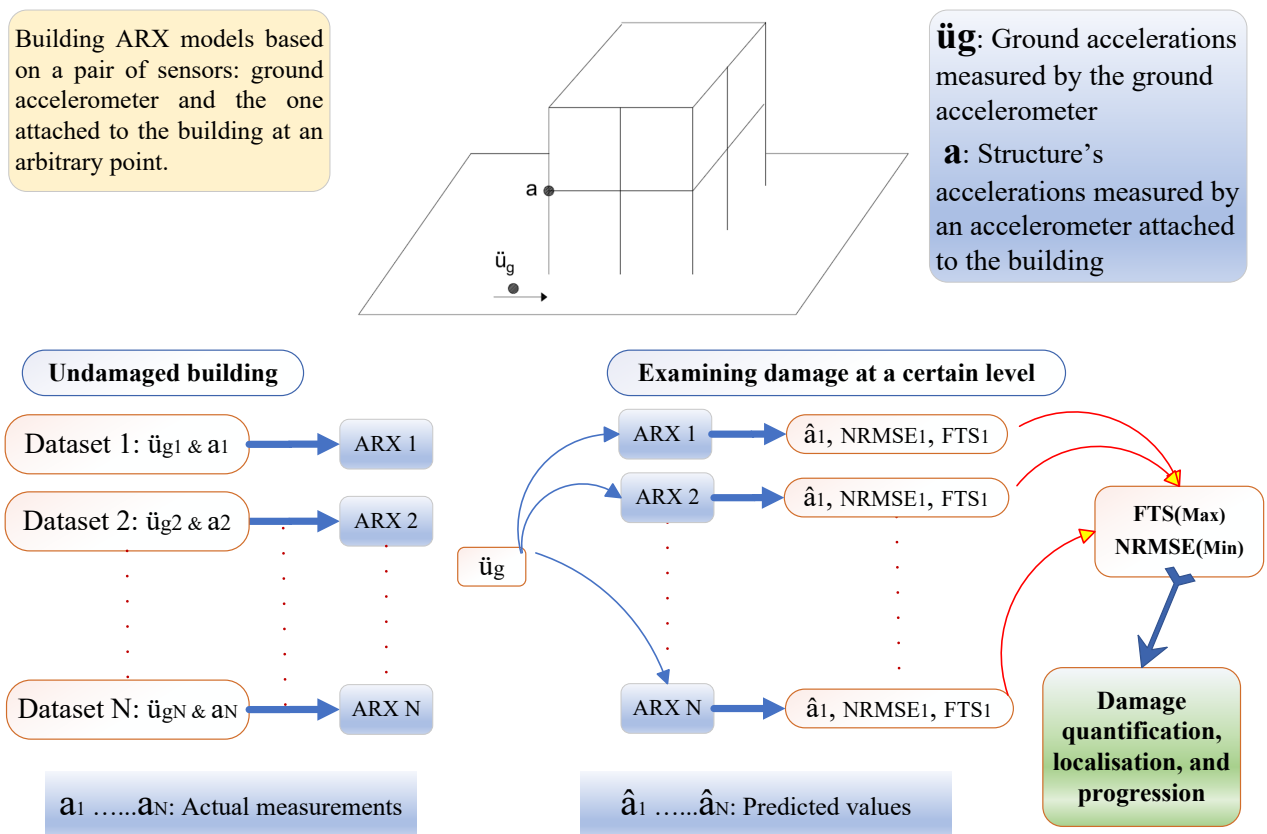 Building ARX models based
on a pair of sensors: ground
accelerometer and the one
attached to the building at an
arbitrary point.
a
üg
üg: Ground accelerations
measured by the ground
accelerometer
a: Structure’s
accelerations measured by
an accelerometer attached
to the building
Undamaged building
Dataset 1: üg1 & a1
ARX 1
Dataset 2: üg2 & a2
ARX 2
Dataset N: ügN & aN
ARX N
a1 …...aN: Actual measurements
Examining damage at a certain level
üg
ARX 1
â1, NRMSE1, FTS1
ARX 2
â1, NRMSE1, FTS1
ARX N
â1, NRMSE1, FTS1
FTS(Max)
NRMSE(Min)
Damage
quantification,
localisation, and
progression
â1 …...âN: Predicted values